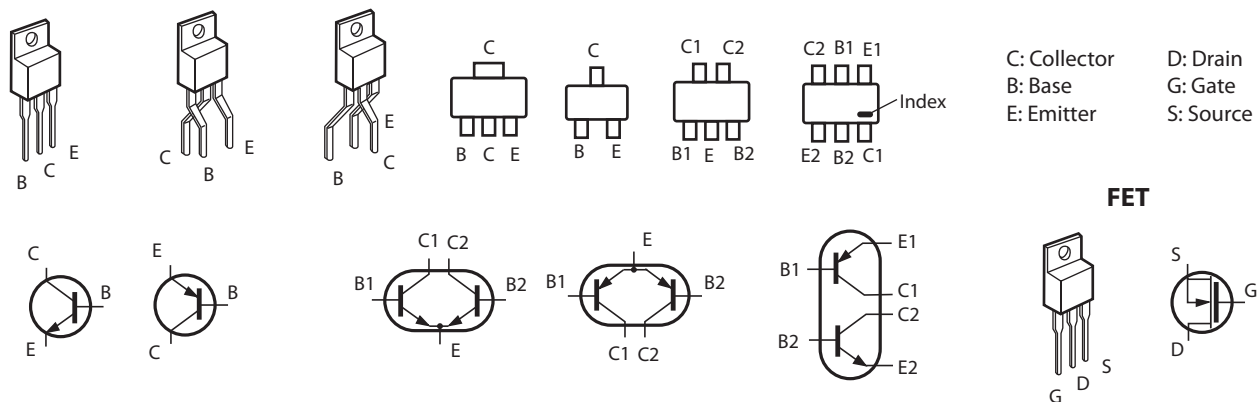 C
C
C1 C2
C2 B1 E1
C: Collector D: Drain
B: Base G: Gate
E: Emitter S: Source
Index
B C E
C B E
B E C
B C E
B E
B1 E B2
E2 B2 C1
FET
C
B
E
E
B
C
C1 C2
B1 B2
E
E
B1 B2
C1 C2
E1
B1
C1
C2
B2
E2
G D S
S
G
D